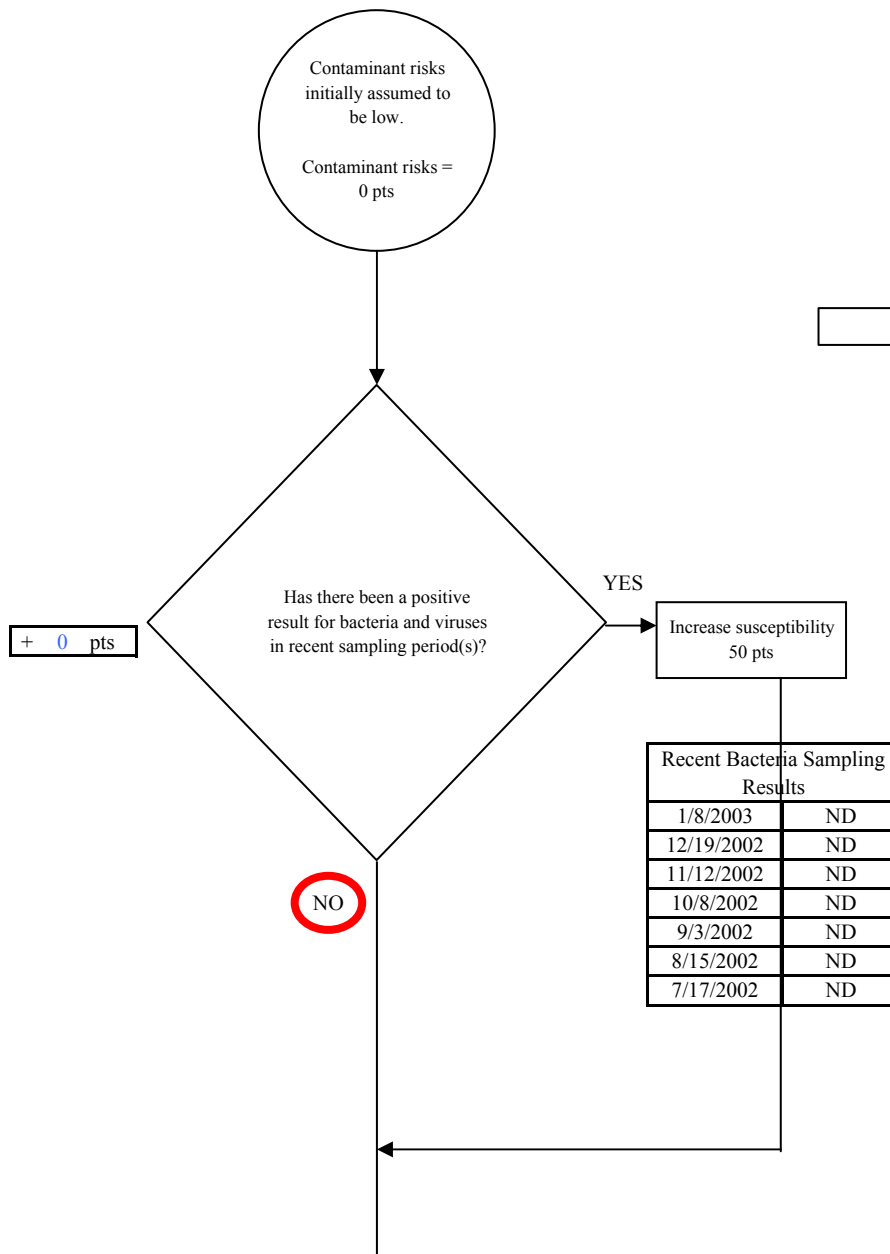 Contaminant risks
initially assumed to
be low.
Contaminant risks =
0 pts
Has there been a positive
result for bacteria and viruses
in recent sampling period(s)?
YES
Increase susceptibility
50 pts
+ 0 pts
Recent Bacteria Sampling
Results
1/8/2003 ND
12/19/2002 ND
11/12/2002 ND
10/8/2002 ND
9/3/2002 ND
8/15/2002 ND
7/17/2002 ND
NO